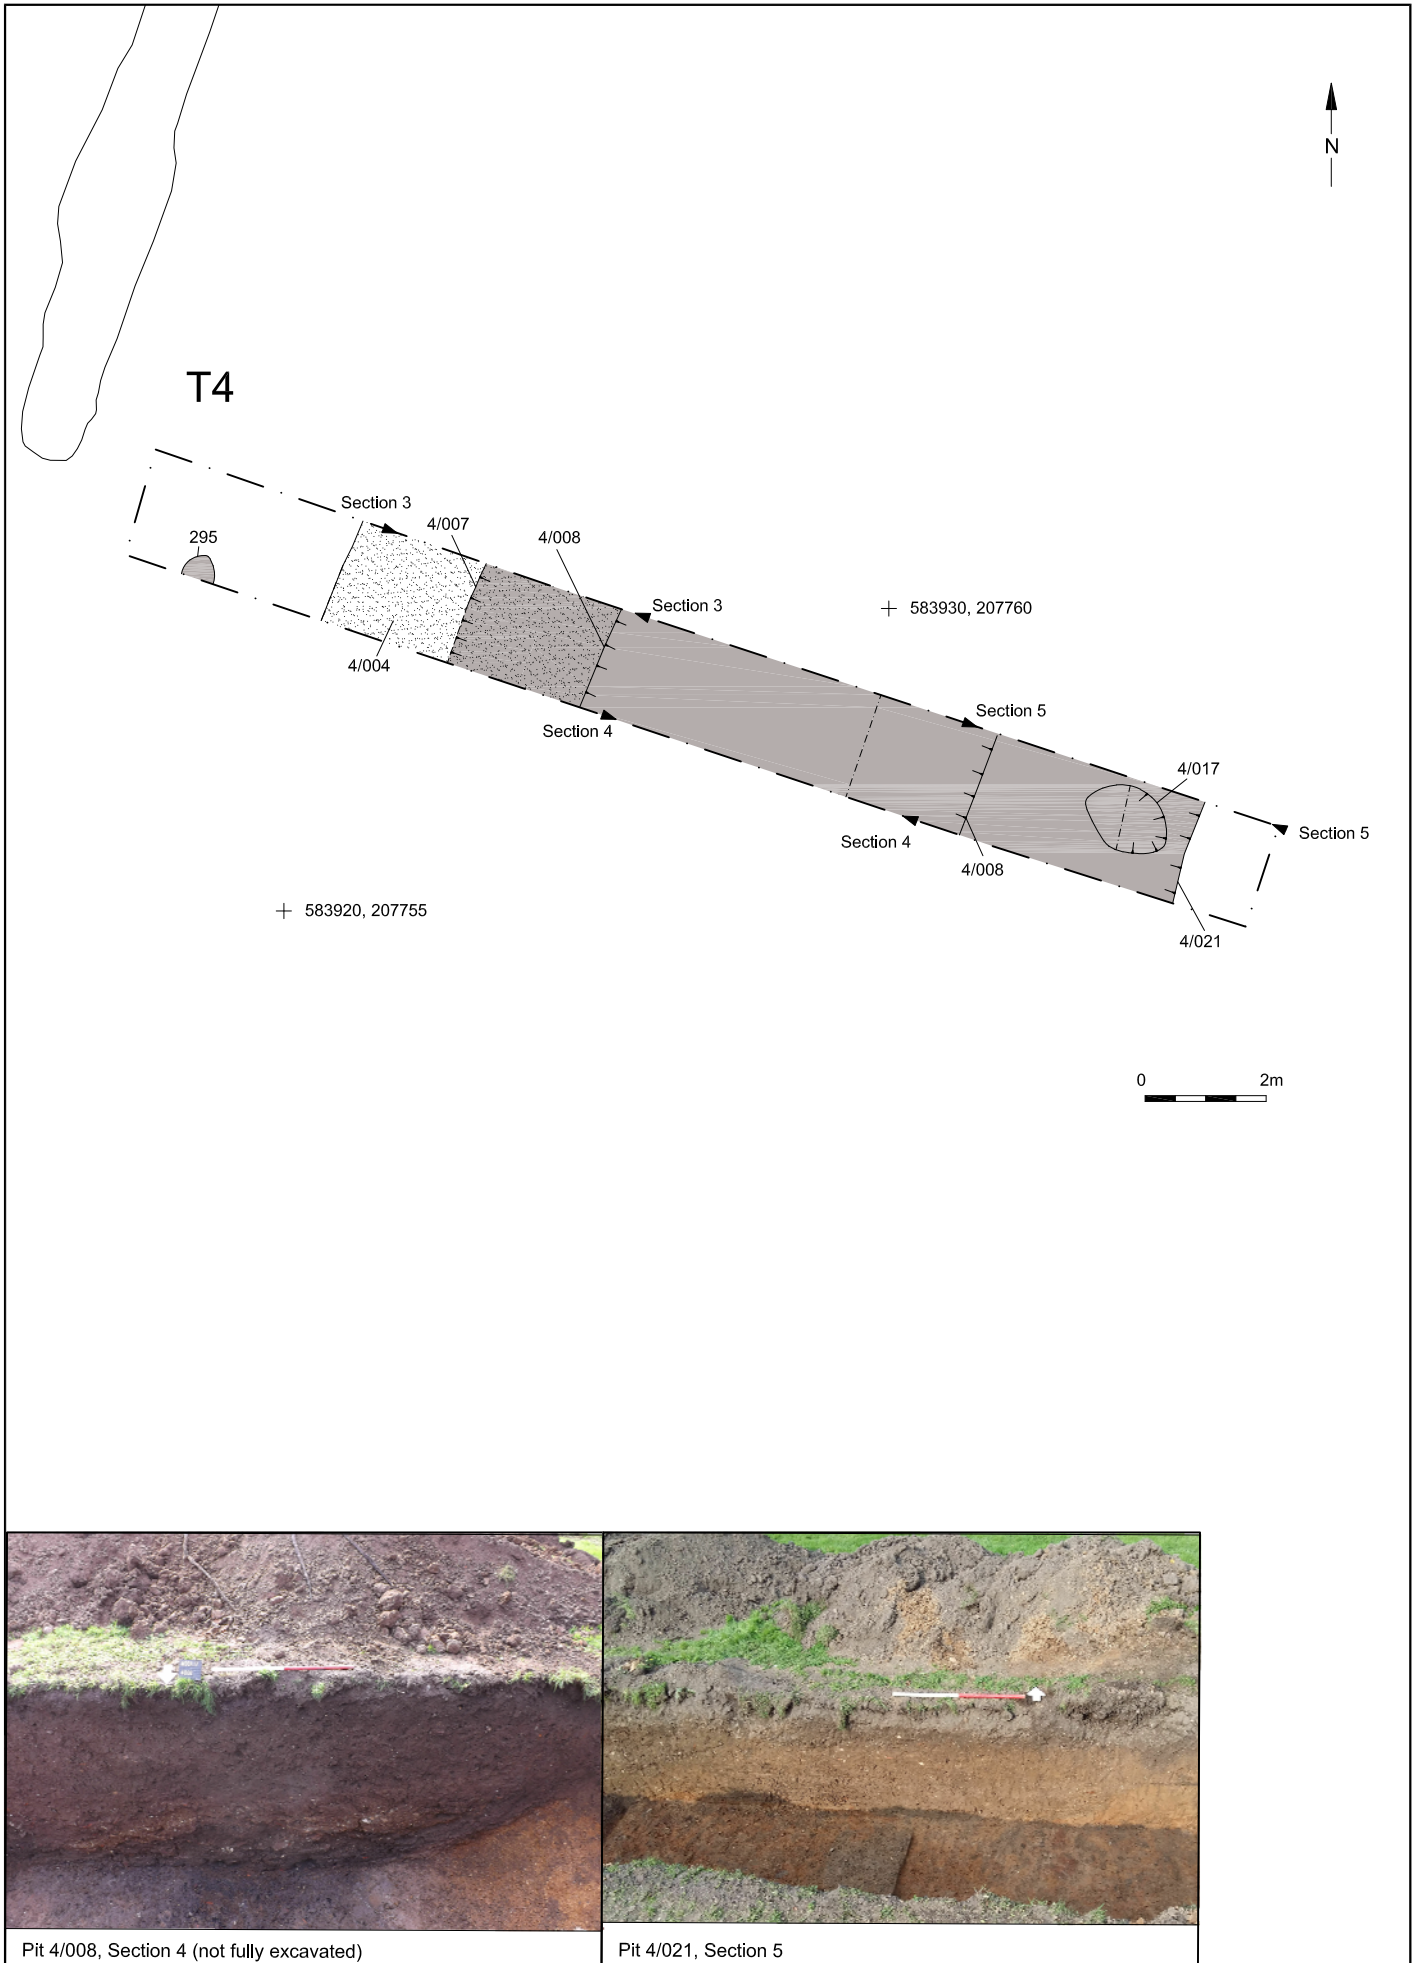 N
T4
Section 3
4/007
4/008
295
Section 3
583930, 207760
4/004
Section 5
Section 4
4/017
Section 5
Section 4
4/008
583920, 207755
4/021
0 2m
Pit 4/008, Section 4 (not fully excavated)
Pit 4/021, Section 5